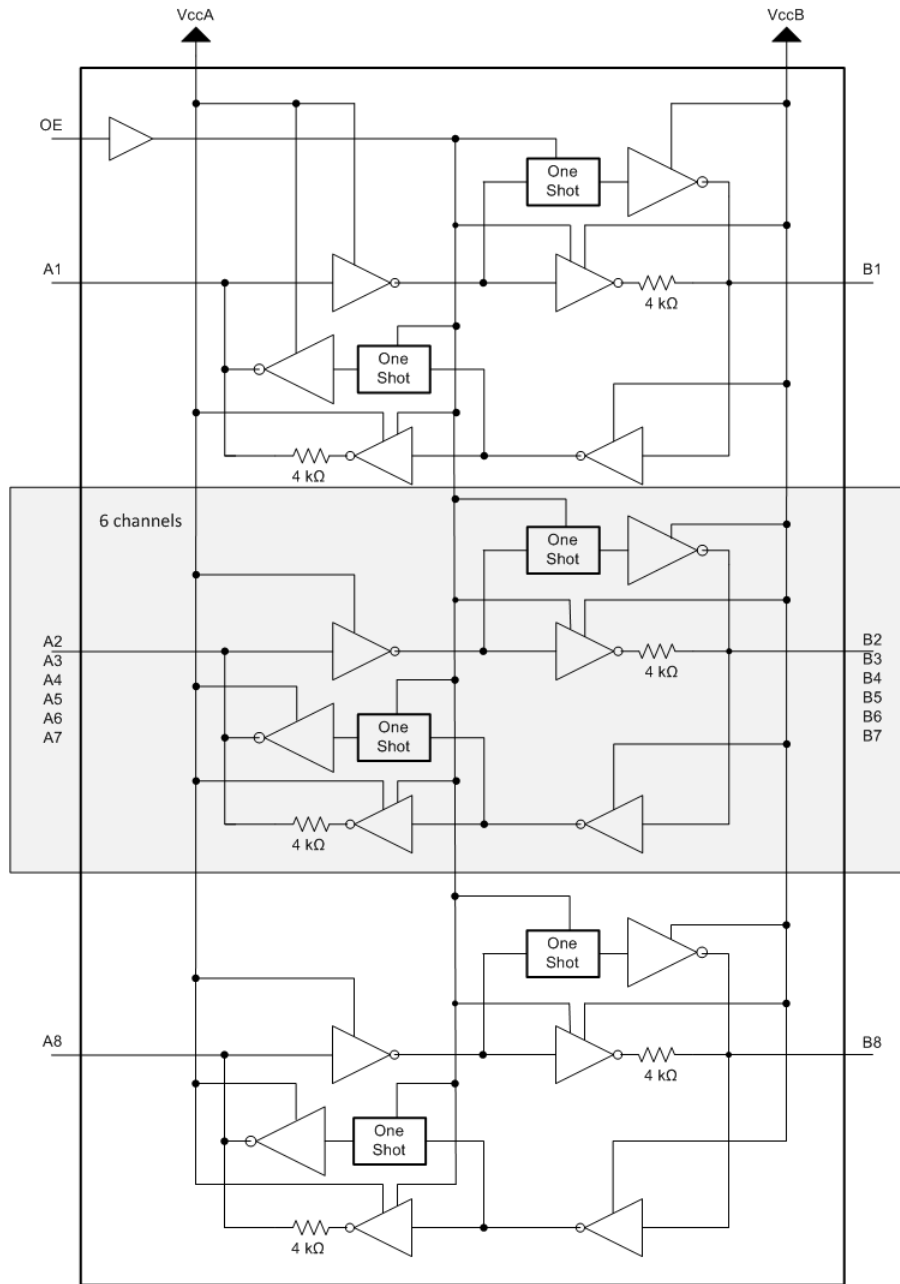 VccA
VccB
OE
One
Shot
A1
B1
4 kΩ
One
Shot
4 kΩ
6 channels
One
Shot
A2
A3
A4
A5
A6
A7
B2
B3
B4
B5
B6
B7
4 kΩ
One
Shot
4 kΩ
One
Shot
A8
B8
4 kΩ
One
Shot
4 kΩ